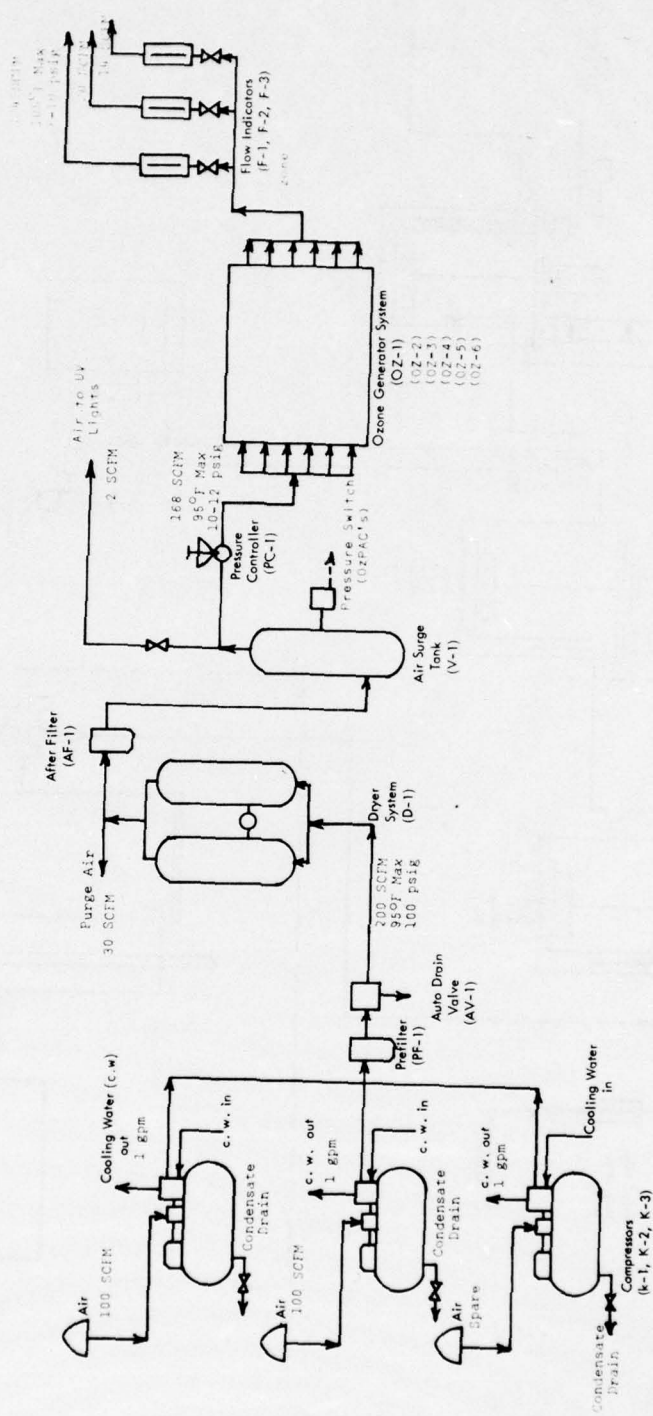 Air
100 SCFM
Cooling Water (c.w)
out
1 gpm
c. w. in
Condensate
Drain
Air
100 SCFM
c. w. out
1 gpm
c. w. in
Condensate
Drain
Air
Spare
c. w. out
1 gpm
Cooling Water
in
Condensate
Drain
Compressors
(k-1, K-2, K-3)
Prefilter
(PF-1)
Auto Drain
Valve
(AV-1)
200 SCFM
95°F Max
100 psig
Dryer
System
(D-1)
Purge Air
30 SCFM
After Filter
(AF-1)
Air Surge
Tank
(V-1)
Pressure Switch
(OzPAC's)
Air to UV
Lights
2 SCFM
Pressure
Controller
(PC-1)
168 SCFM
95°F Max
10-12 psig
Ozone Generator System
(OZ-1)
(OZ-2)
(OZ-3)
(OZ-4)
(OZ-5)
(OZ-6)
Flow Indicators
(F-1, F-2, F-3)
SCFM
Max
psig
SCFM
14